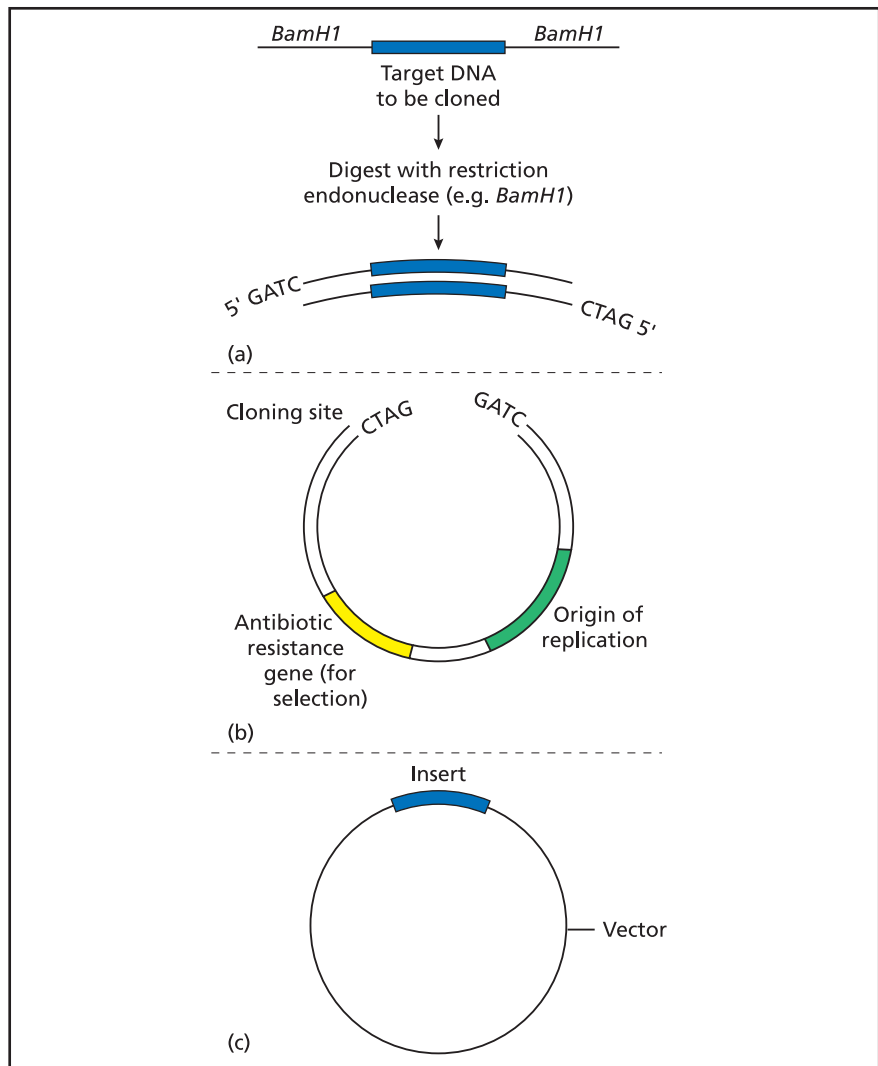 BamH1 BamH1
Target DNA
to be cloned
Digest with restriction
endonuclease (e.g. BamH1)
5' GATC
CTAG 5'
(a)
Cloning site
CTAG
GATC
Antibiotic
resistance
gene (for
selection)
Origin of
replication
(b)
Insert
Vector
(c)